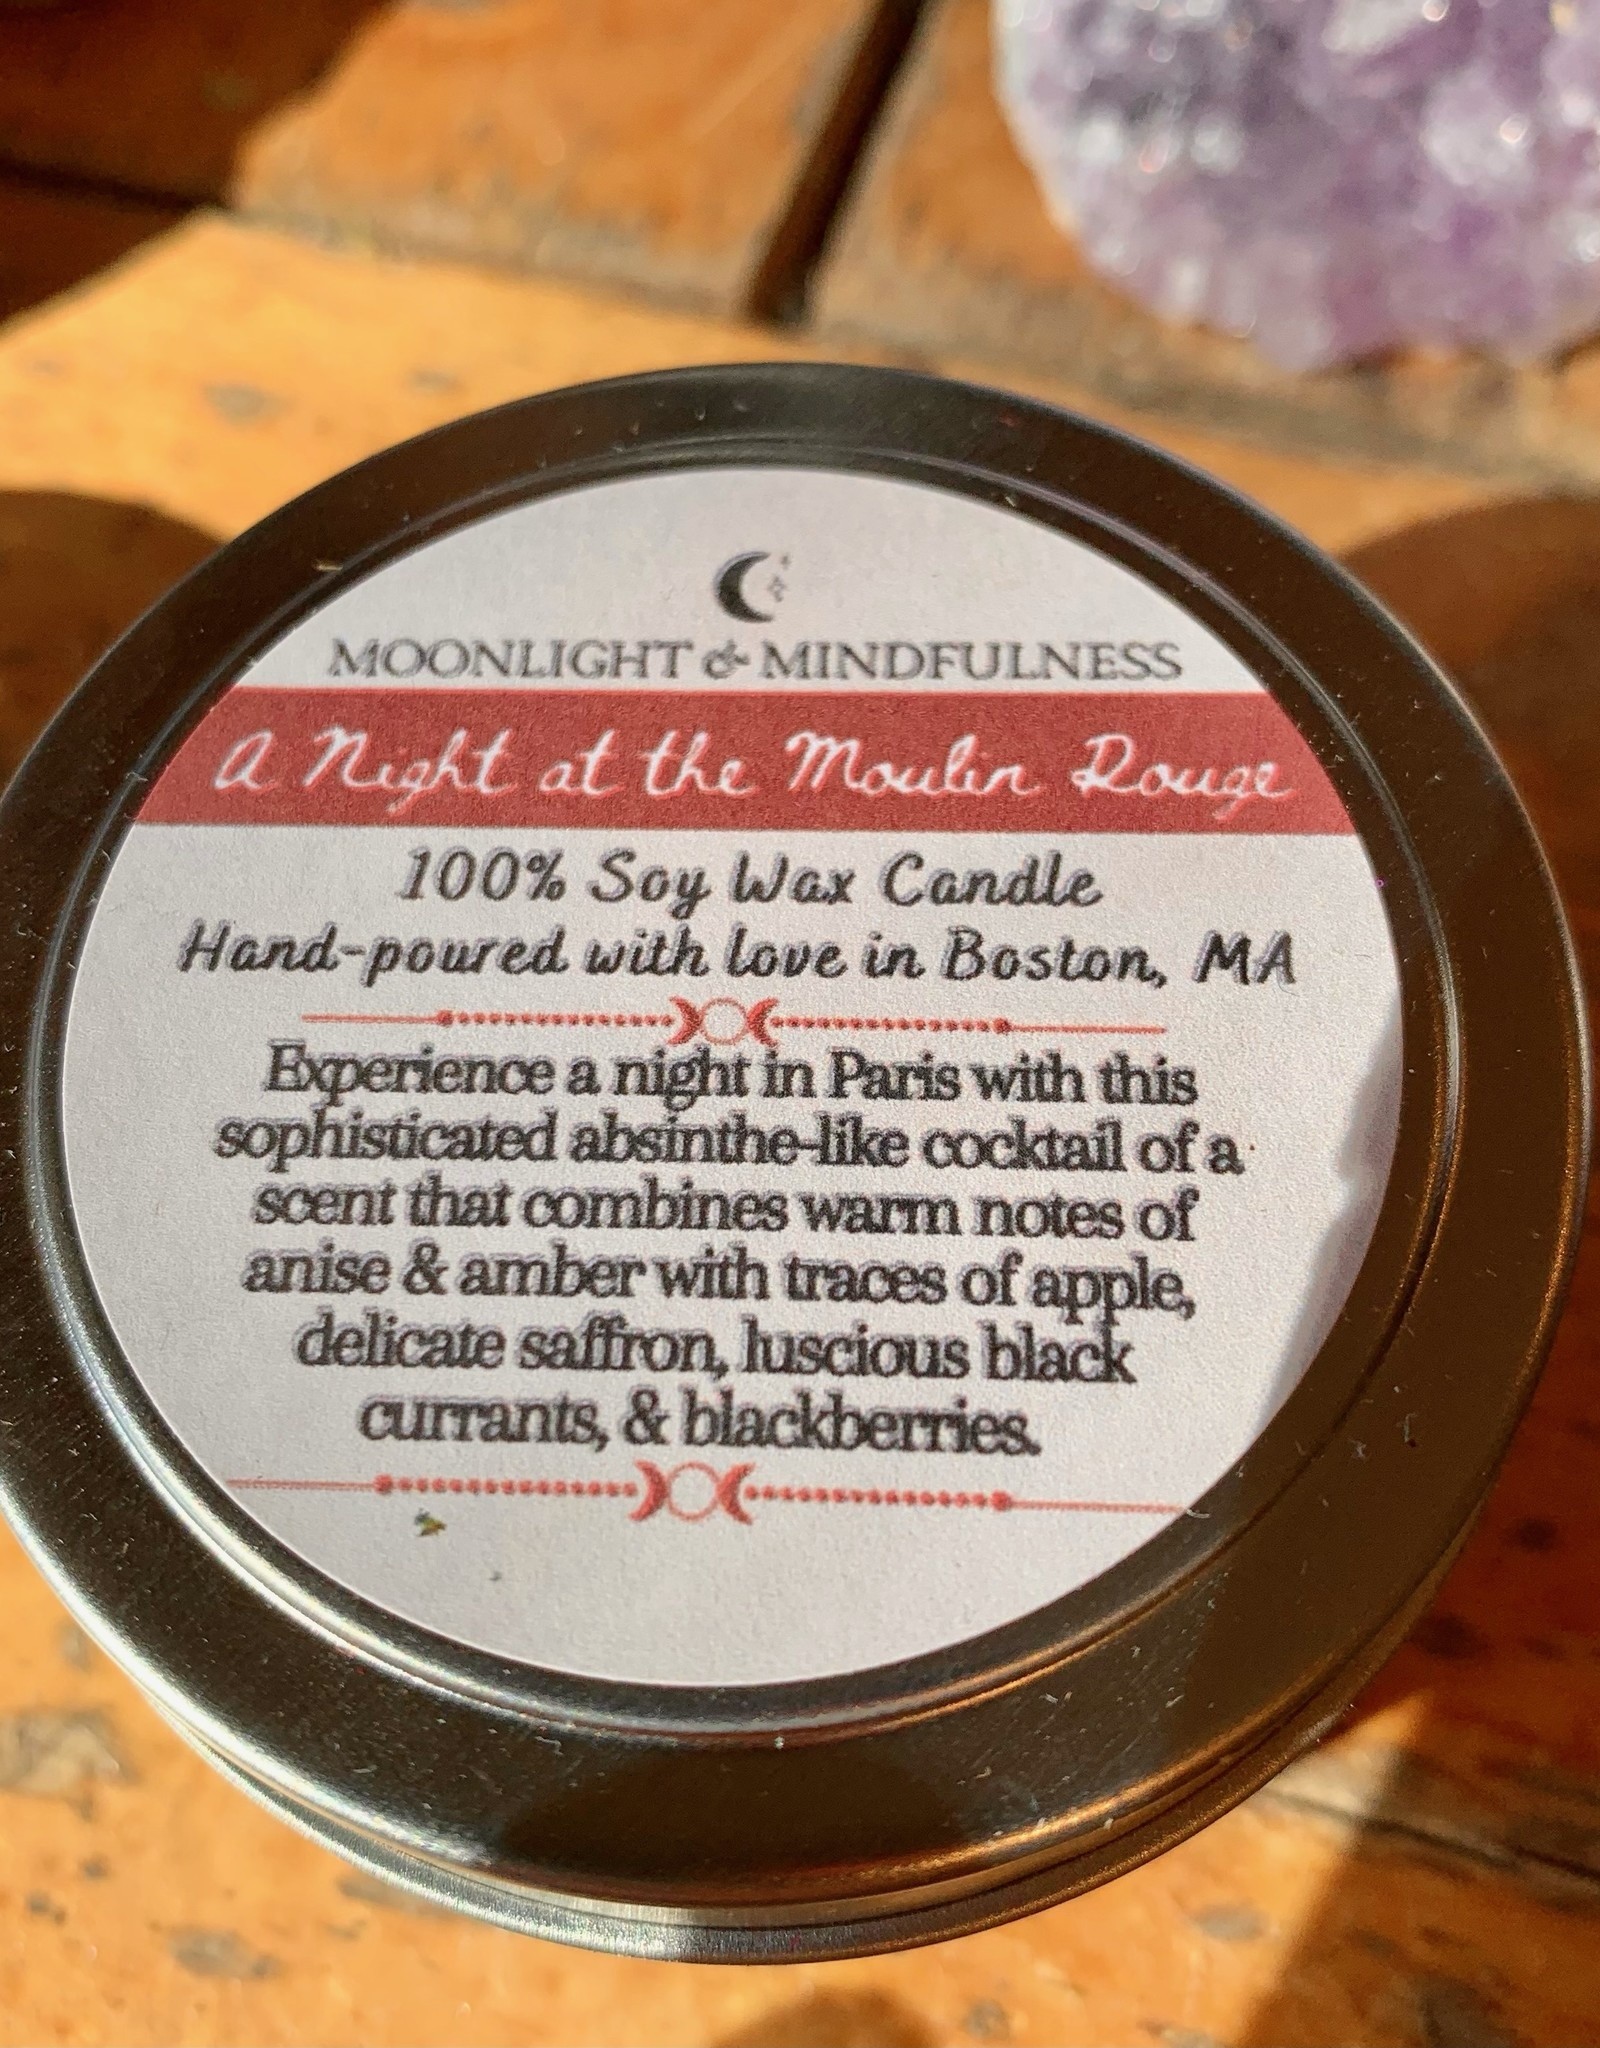 MOONLIGHT & MINDFULNESS
A Night at the Moulin Rouge
100% Soy Wax Candle
Hand-poured with love in Boston, MA
Experience a night in Paris with this
sophisticated absinthe-like cocktail of a
scent that combines warm notes of
anise & amber with traces of apple,
delicate saffron, luscious black
currants, & blackberries.